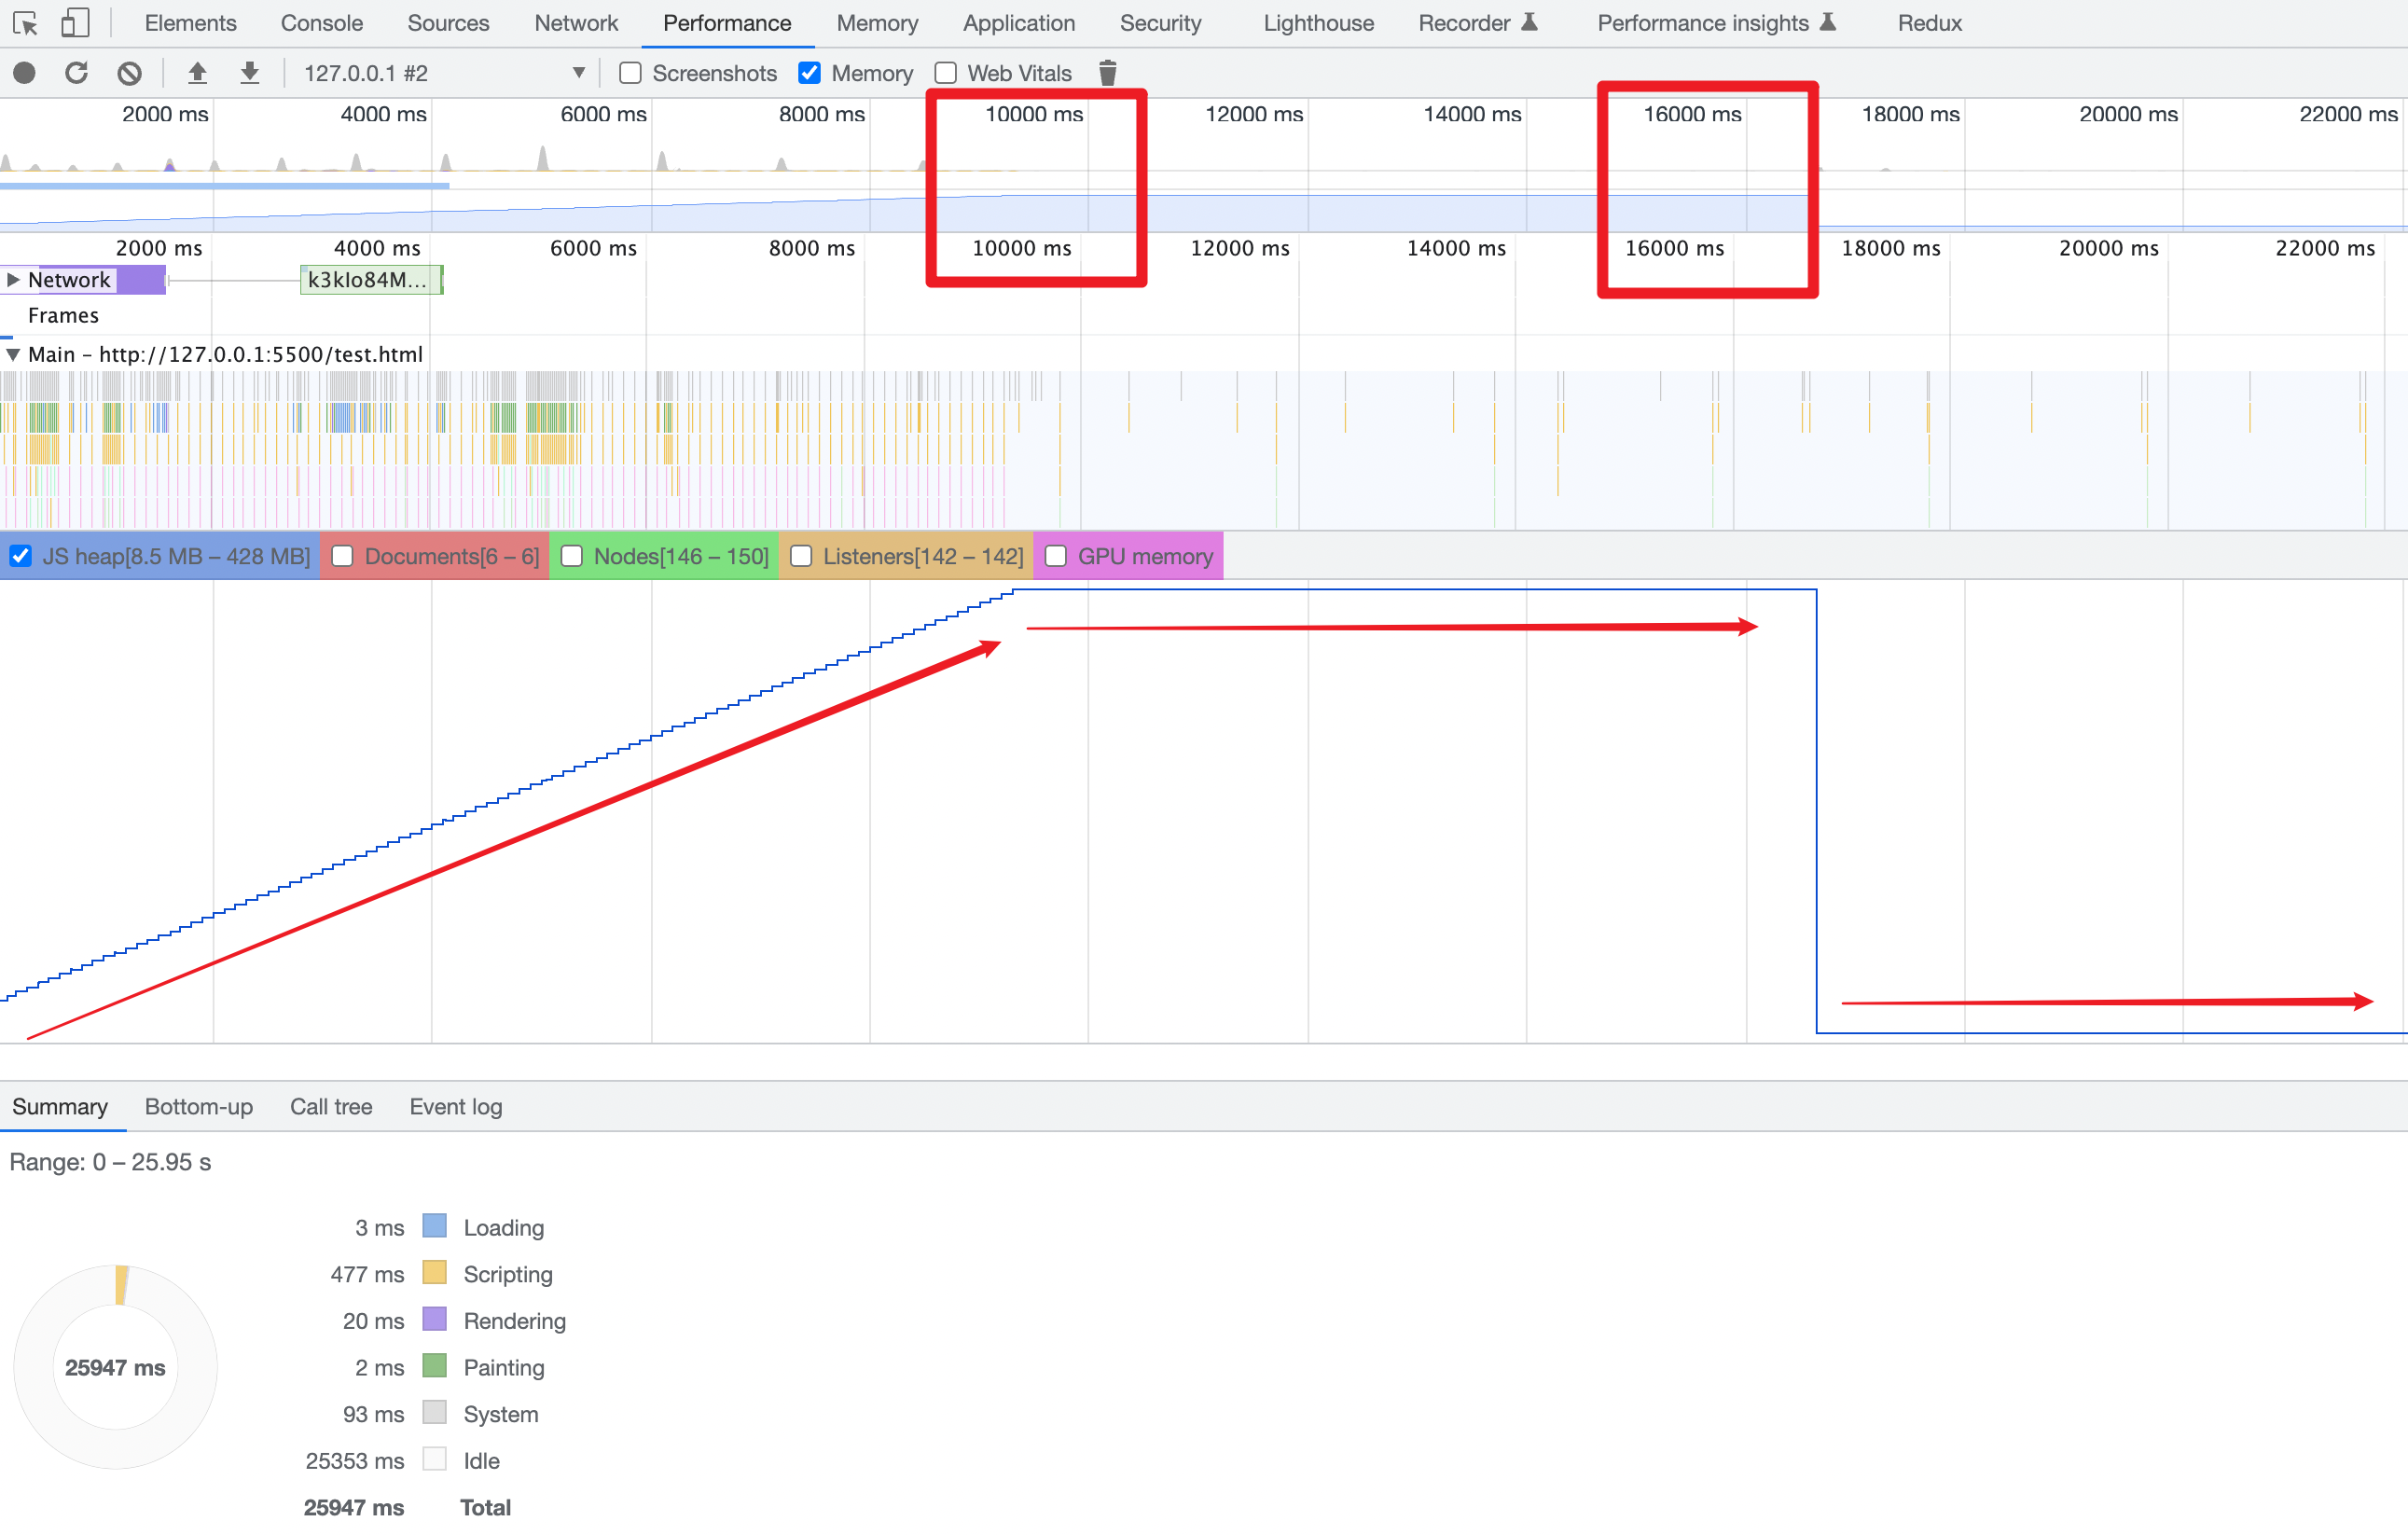 Elements Console Sources Network Performance Memory Application Security Lighthouse Recorder Performance insights Redux
127.0.0.1 #2 Screenshots Memory Web Vitals
2000 ms 4000 ms 6000 ms 8000 ms 10000 ms 12000 ms 14000 ms 16000 ms 18000 ms 20000 ms 22000 ms
2000 ms 4000 ms 6000 ms 8000 ms 10000 ms 12000 ms 14000 ms 16000 ms 18000 ms 20000 ms 22000 ms
Network k3klo84M...
Frames
Main – http://127.0.0.1:5500/test.html
JS heap[8.5 MB – 428 MB] Documents[6 – 6] Nodes[146 – 150] Listeners[142 – 142] GPU memory
Summary Bottom-up Call tree Event log
Range: 0 – 25.95 s
3 ms Loading
477 ms Scripting
20 ms Rendering
25947 ms
2 ms Painting
93 ms System
25353 ms Idle
25947 ms Total